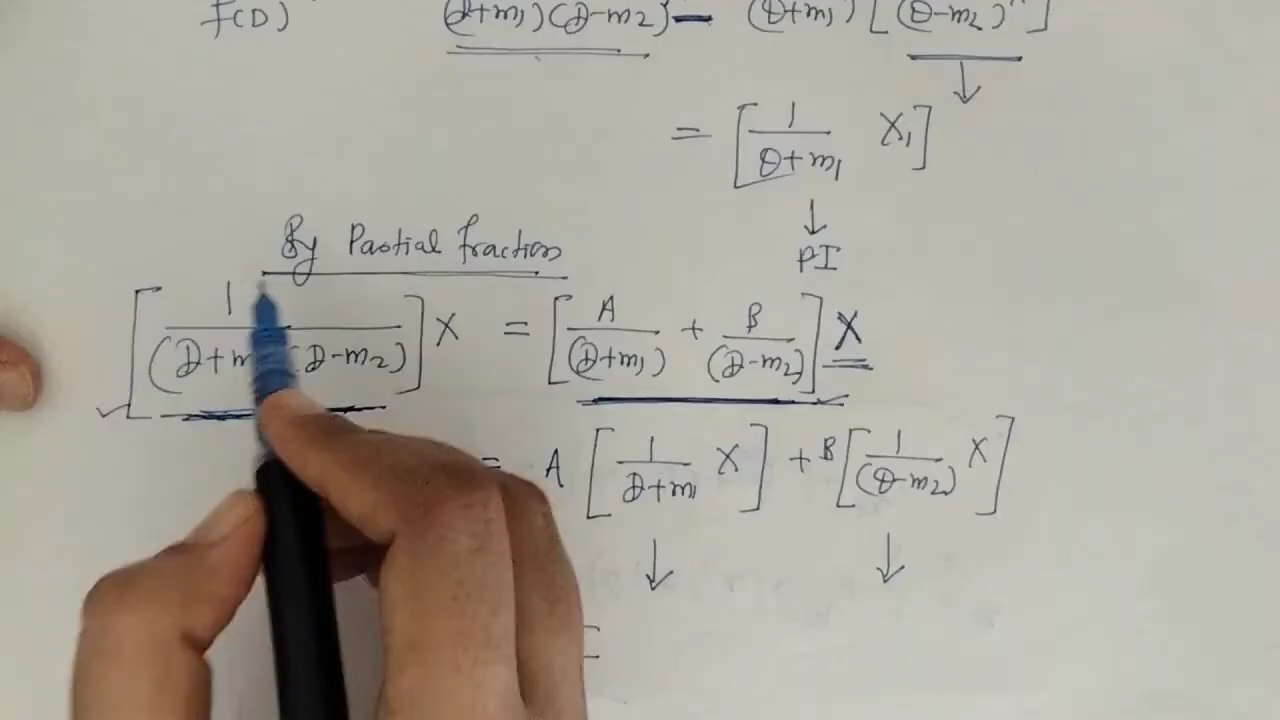 f(D) (D+m1)(D-m2) = (D+m1) [(D-m2)
= [1/(D+m1) X1]
↓
PI
By Partial fraction
[1/(D+m (D-m2)] X = [A/(D+m1) + B/(D-m2)] X
= A [1/(D+m1) X] + B [1/(D-m2) X]
↓ ↓
=